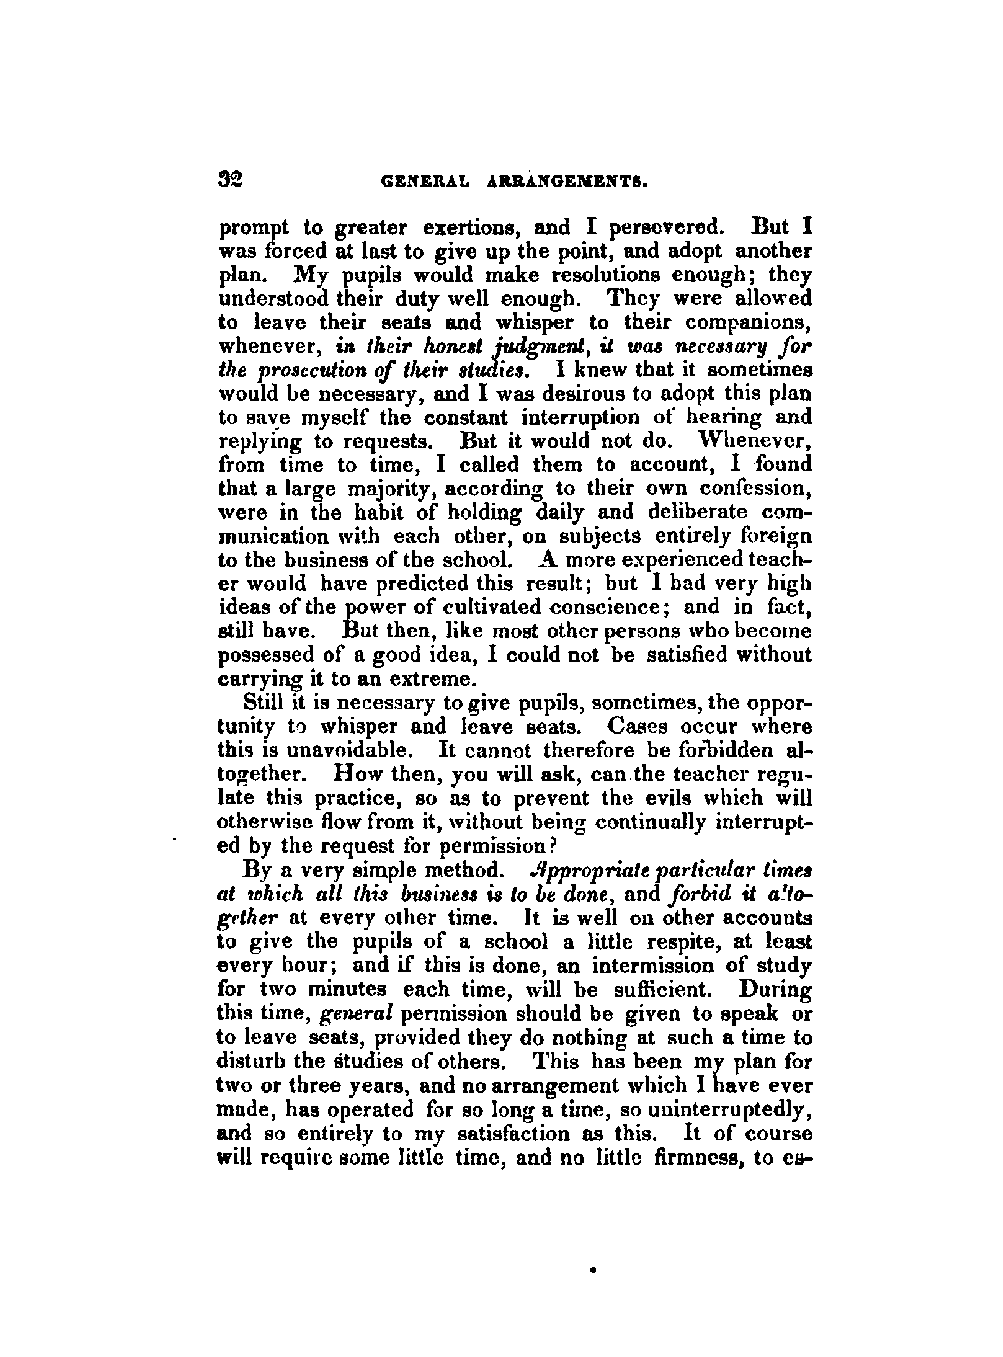 32 GENERAL ARRANGEMENTS.
prompt to greater exertions, and I persevered. But I
was forced at last to give up the point, and adopt another
plan. My pupils would make resolutions enough; they
understood their duty well enough. They were allowed
to leave their seats and whisper to their companions,
whenever, in their honest judgment, it was necessary for
the prosecution of their studies. I knew that it sometimes
would be necessary, and I was desirous to adopt this plan
to save myself the constant interruption of hearing and
replying to requests. But it would not do. Whenever,
from time to time, I called them to account, I found
that a large majority, according to their own confession,
were in the habit of holding daily and deliberate com-
munication with each other, on subjects entirely foreign
to the business of the school. A more experienced teach-
er would have predicted this result; but I had very high
ideas of the power of cultivated conscience; and in fact,
still have. But then, like most other persons who become
possessed of a good idea, I could not be satisfied without
carrying it to an extreme.
Still it is necessary to give pupils, sometimes, the oppor-
tunity to whisper and leave seats. Cases occur where
this is unavoidable. It cannot therefore be forbidden al-
together. How then, you will ask, can the teacher regu-
late this practice, so as to prevent the evils which will
otherwise flow from it, without being continually interrupt-
ed by the request for permission?
By a very simple method. Appropriate particular times
at which all this business is to be done, and forbid it alto-
gether at every other time. It is well on other accounts
to give the pupils of a school a little respite, at least
every hour; and if this is done, an intermission of study
for two minutes each time, will be sufficient. During
this time, general permission should be given to speak or
to leave seats, provided they do nothing at such a time to
disturb the studies of others. This has been my plan for
two or three years, and no arrangement which I have ever
made, has operated for so long a time, so uninterruptedly,
and so entirely to my satisfaction as this. It of course
will require some little time, and no little firmness, to es-